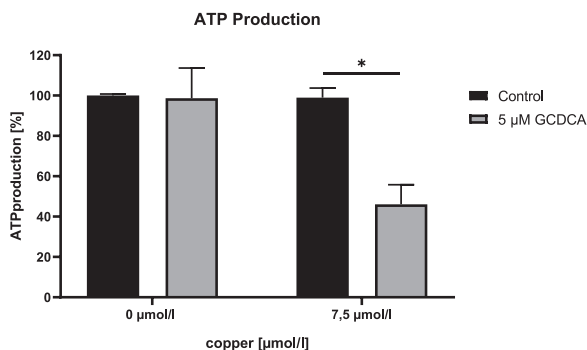 ATP Production
ATPproduction [%]
120
100
80
60
40
20
0
*
Control
5 µM GCDCA
0 µmol/l
7,5 µmol/l
copper [µmol/l]